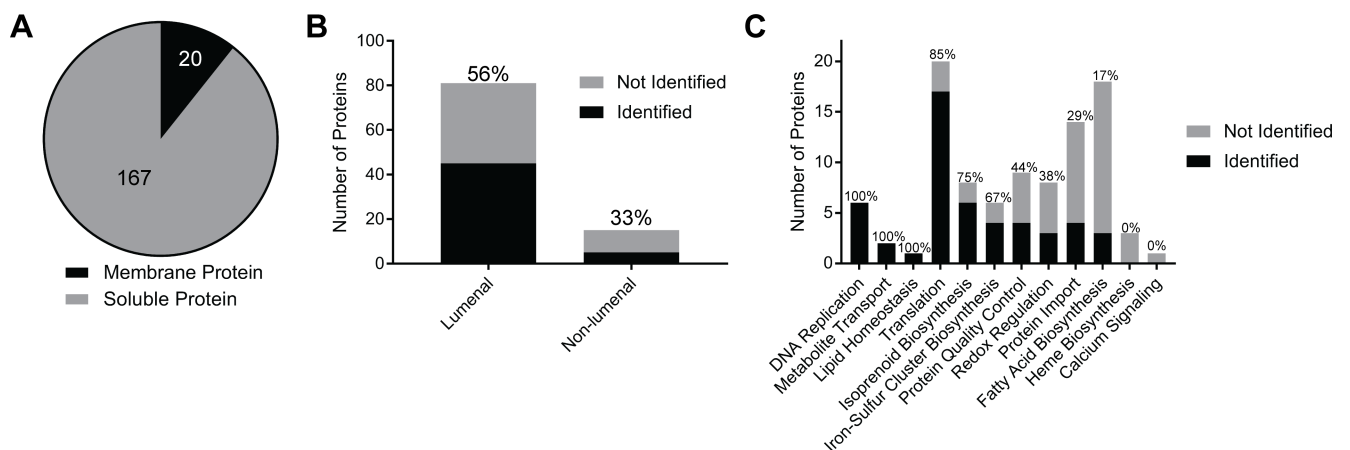 A
20
167
Membrane Protein
Soluble Protein
B
Number of Proteins
100
80
60
40
20
0
56%
33%
Not Identified
Identified
Lumenal
Non-lumenal
C
Number of Proteins
20
15
10
5
0
100%
100%
100%
85%
75%
67%
44%
38%
29%
17%
0%
0%
Not Identified
Identified
DNA Replication
Metabolite Transport
Lipid Homeostasis
Translation
Isoprenoid Biosynthesis
Iron-Sulfur Cluster Biosynthesis
Protein Quality Control
Redox Regulation
Protein Import
Fatty Acid Biosynthesis
Heme Biosynthesis
Calcium Signaling